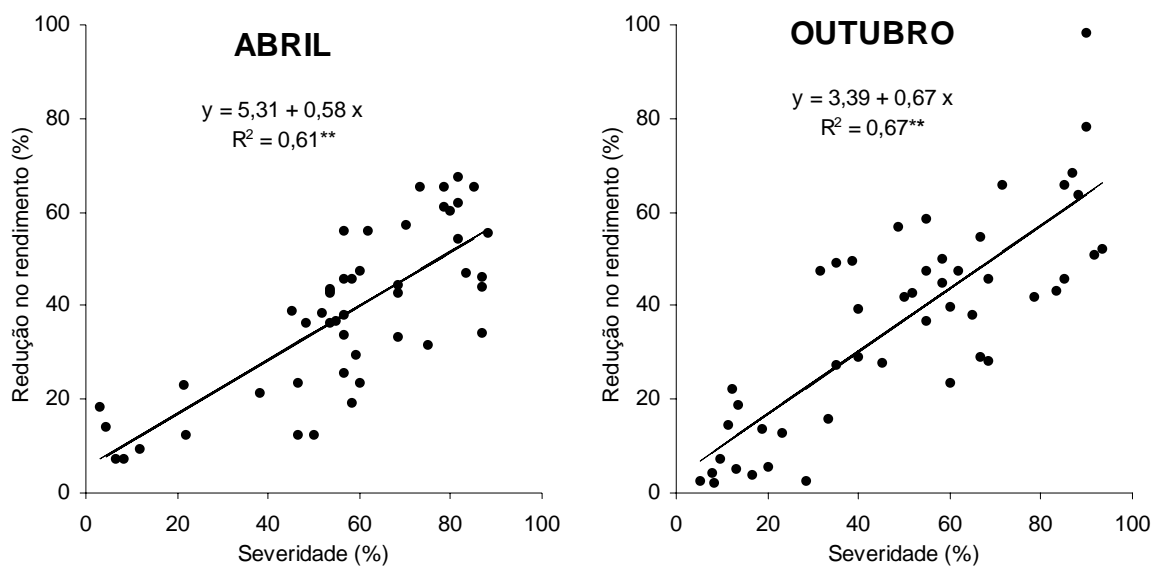 ABRIL
y = 5,31 + 0,58 x
R² = 0,61**
Redução no rendimento (%)
100
80
60
40
20
0
0 20 40 60 80 100
Severidade (%)
OUTUBRO
y = 3,39 + 0,67 x
R² = 0,67**
Redução no rendimento (%)
100
80
60
40
20
0
0 20 40 60 80 100
Severidade (%)